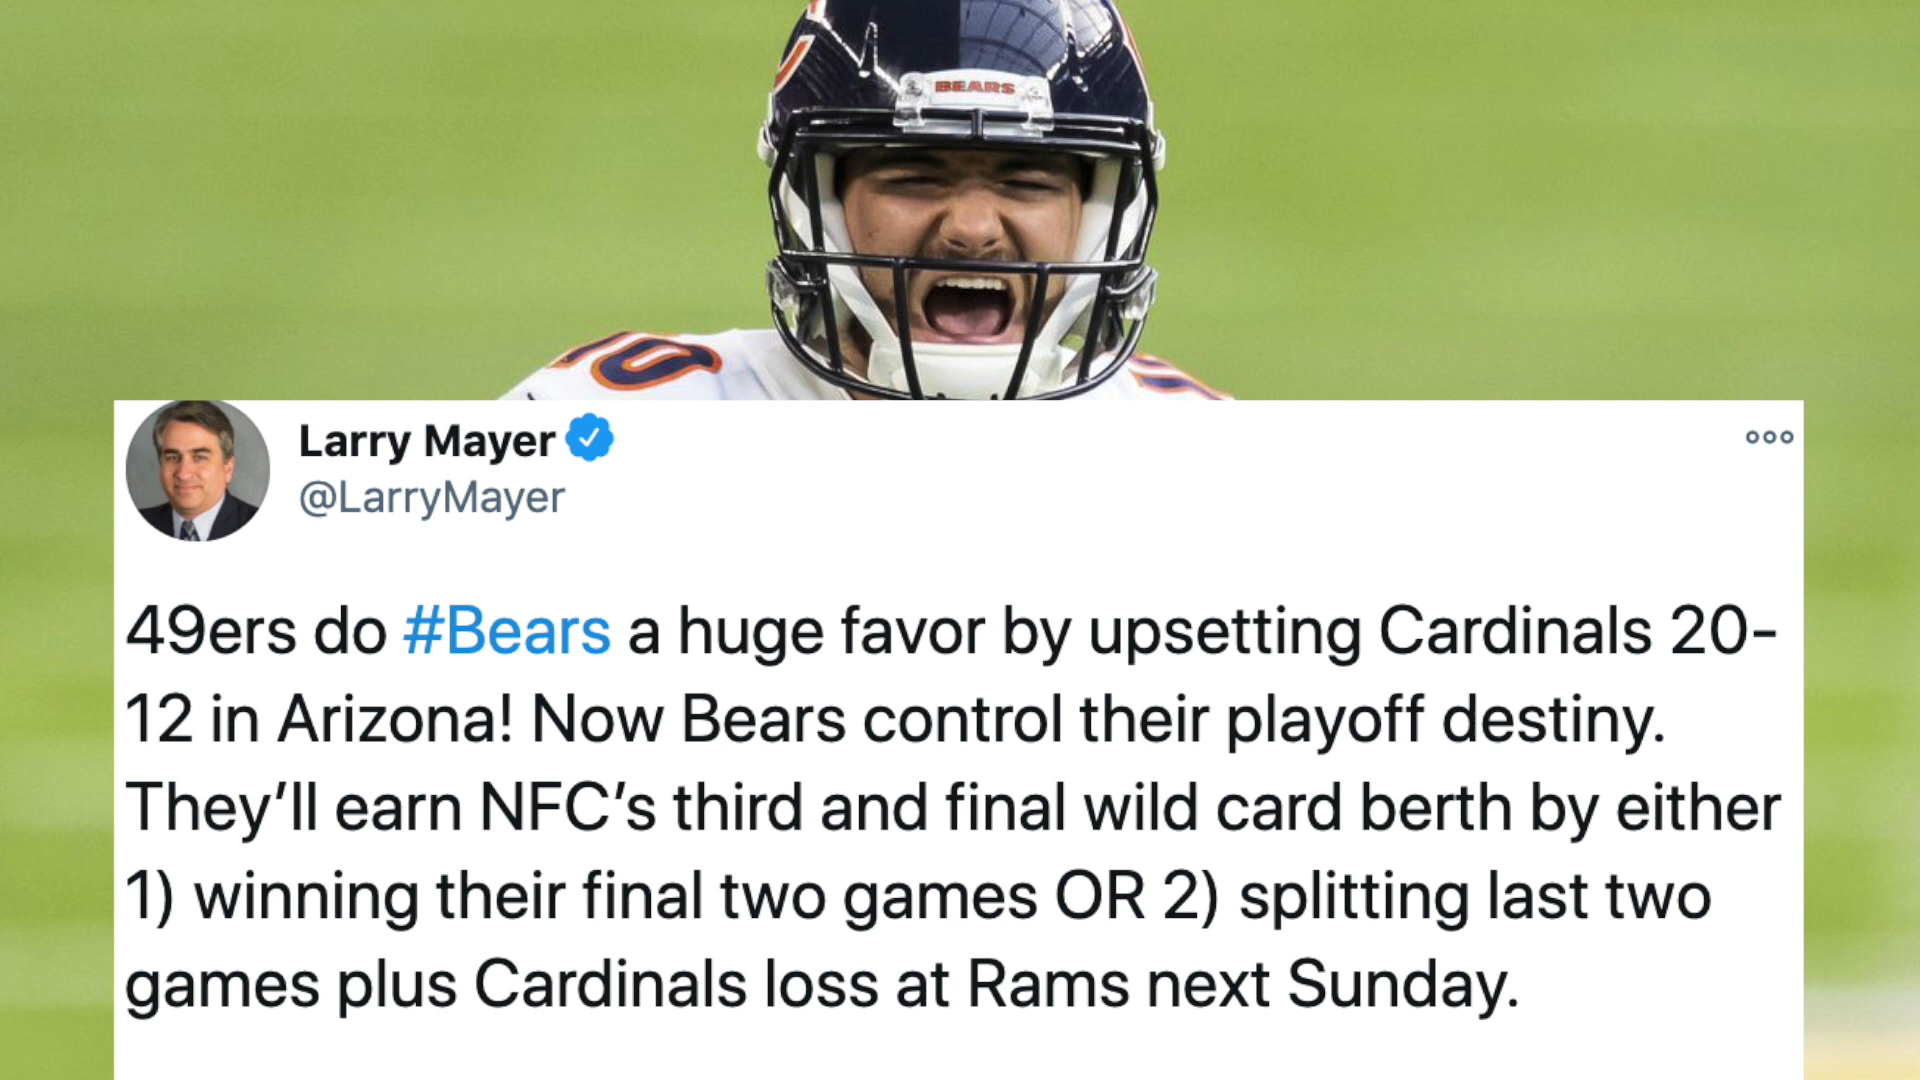 BEARS
10
Larry Mayer
@LarryMayer
49ers do #Bears a huge favor by upsetting Cardinals 20-
12 in Arizona! Now Bears control their playoff destiny.
They’ll earn NFC’s third and final wild card berth by either
1) winning their final two games OR 2) splitting last two
games plus Cardinals loss at Rams next Sunday.